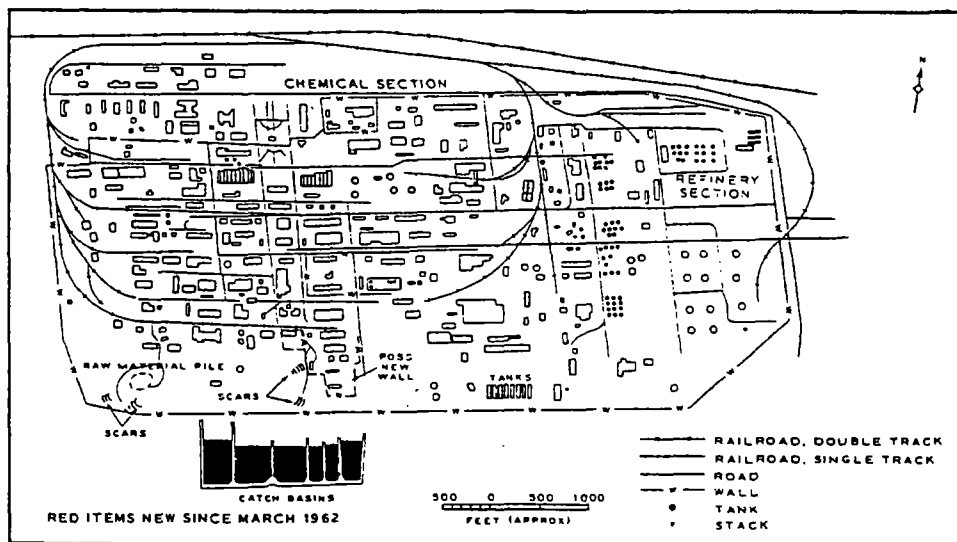 N
CHEMICAL SECTION
REFINERY
SECTION
RAW MATERIAL PILE
SCARS
SCARS
POSS
NEW
WALL
TANKS
CATCH BASINS
RED ITEMS NEW SINCE MARCH 1962
500 0 500 1000
FEET (APPROX)
RAILROAD, DOUBLE TRACK
RAILROAD, SINGLE TRACK
ROAD
W WALL
TANK
STACK